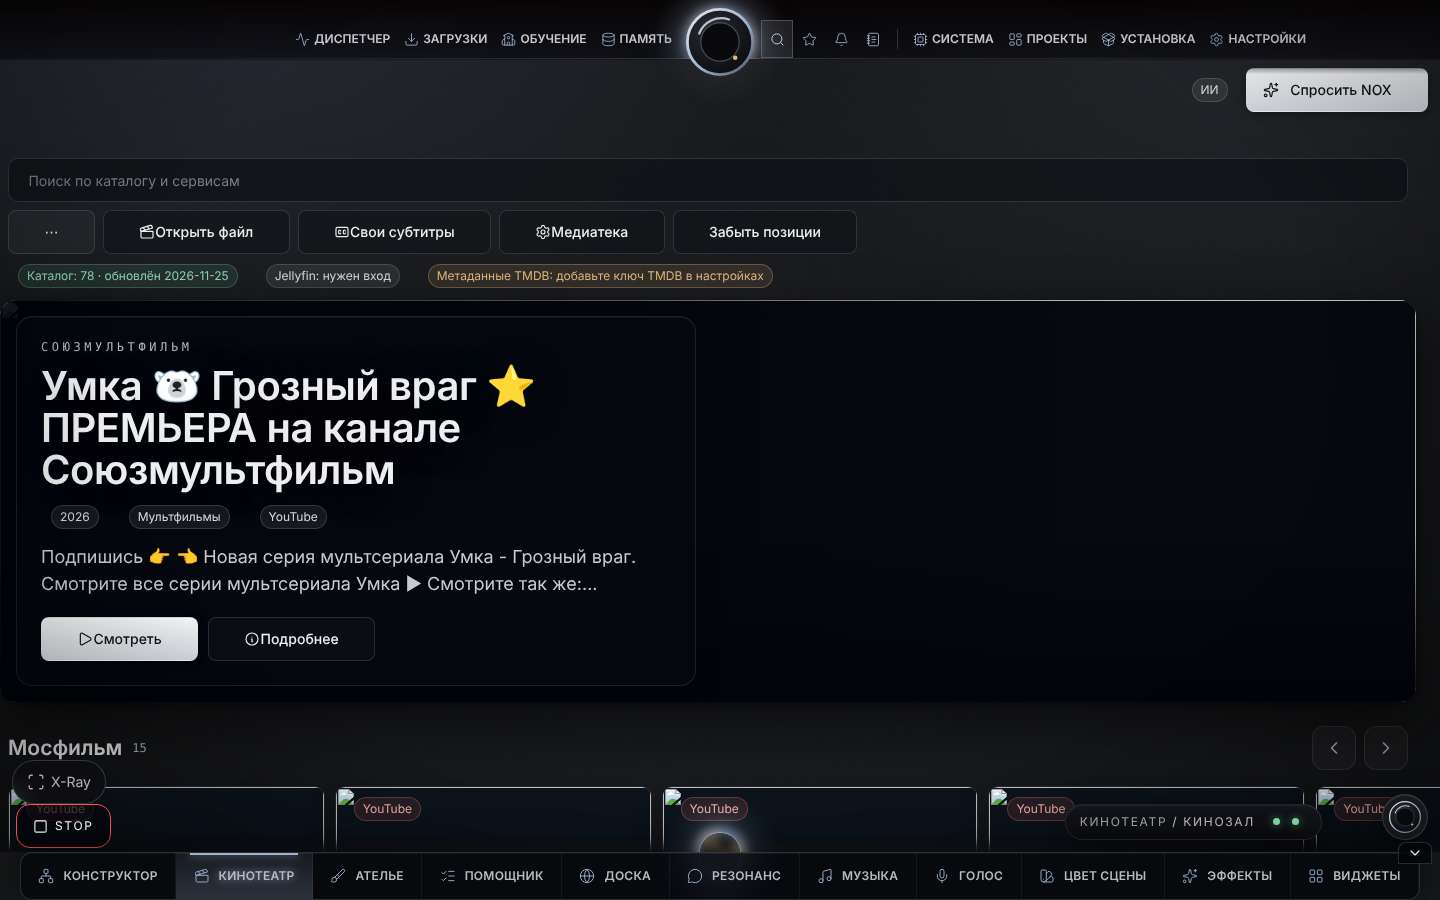 ДИСПЕТЧЕР ЗАГРУЗКИ ОБУЧЕНИЕ ПАМЯТЬ СИСТЕМА ПРОЕКТЫ УСТАНОВКА НАСТРОЙКИ
ИИ Спросить NOX
Поиск по каталогу и сервисам
... Открыть файл Свои субтитры Медиатека Забыть позиции
Каталог: 78 · обновлён 2026-11-25 Jellyfin: нужен вход Метаданные TMDB: добавьте ключ TMDB в настройках
СОЮЗМУЛЬТФИЛЬМ
Умка 🐻‍❄️ Грозный враг ⭐
ПРЕМЬЕРА на канале
Союзмультфильм
2026 Мультфильмы YouTube
Подпишись 👉 👈 Новая серия мультсериала Умка - Грозный враг.
Смотрите все серии мультсериала Умка ▶ Смотрите так же:...
Смотреть Подробнее
Мосфильм 15
X-Ray
YouTube YouTube YouTube YouTube YouTube
STOP
КИНОТЕАТР / КИНОЗАЛ
КОНСТРУКТОР КИНОТЕАТР АТЕЛЬЕ ПОМОЩНИК ДОСКА РЕЗОНАНС МУЗЫКА ГОЛОС ЦВЕТ СЦЕНЫ ЭФФЕКТЫ ВИДЖЕТЫ